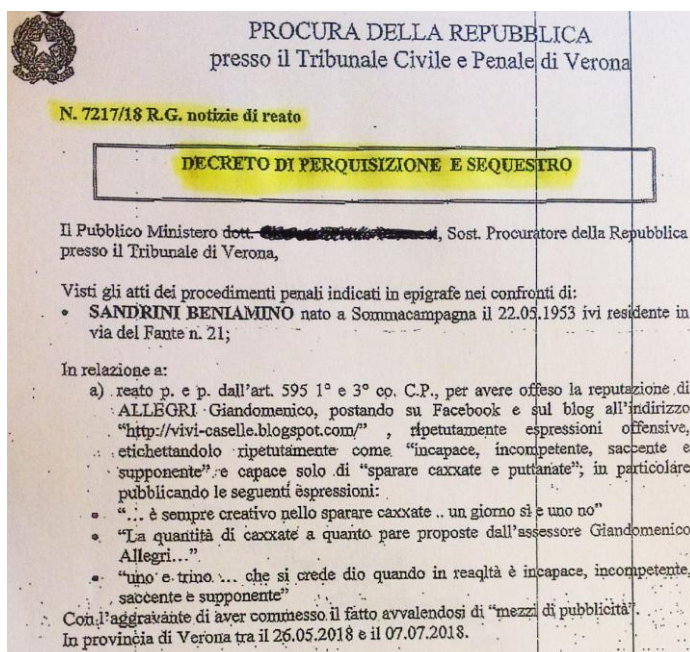 PROCURA DELLA REPUBBLICA
presso il Tribunale Civile e Penale di Verona
N. 7217/18 R.G. notizie di reato
DECRETO DI PERQUISIZIONE E SEQUESTRO
Il Pubblico Ministero dott. , Sost. Procuratore della Repubblica
presso il Tribunale di Verona,
Visti gli atti dei procedimenti penali indicati in epigrafe nei confronti di:
• SANDRINI BENIAMINO nato a Sommacampagna il 22.05.1953 ivi residente in
via del Fante n. 21;
In relazione a:
a) reato p. e p. dall'art. 595 1° e 3° co. C.P., per avere offeso la reputazione di
ALLEGRI Giandomenico, postando su Facebook e sul blog all'indirizzo
"http://vivi-caselle.blogspot.com/" , ripetutamente espressioni offensive,
etichettandolo ripetutamente come "incapace, incompetente, saccente e
supponente" e capace solo di "sparare caxxate e puttanate"; in particolare
pubblicando le seguenti espressioni:
• "... è sempre creativo nello sparare caxxate .. un giorno sì e uno no"
• "La quantità di caxxate a quanto pare proposte dall'assessore Giandomenico
Allegri..."
• "uno e trino ... che si crede dio quando in reaqltà è incapace, incompetente,
saccente e supponente"
Con l'aggravante di aver commesso il fatto avvalendosi di "mezzi di pubblicità".
In provincia di Verona tra il 26.05.2018 e il 07.07.2018.